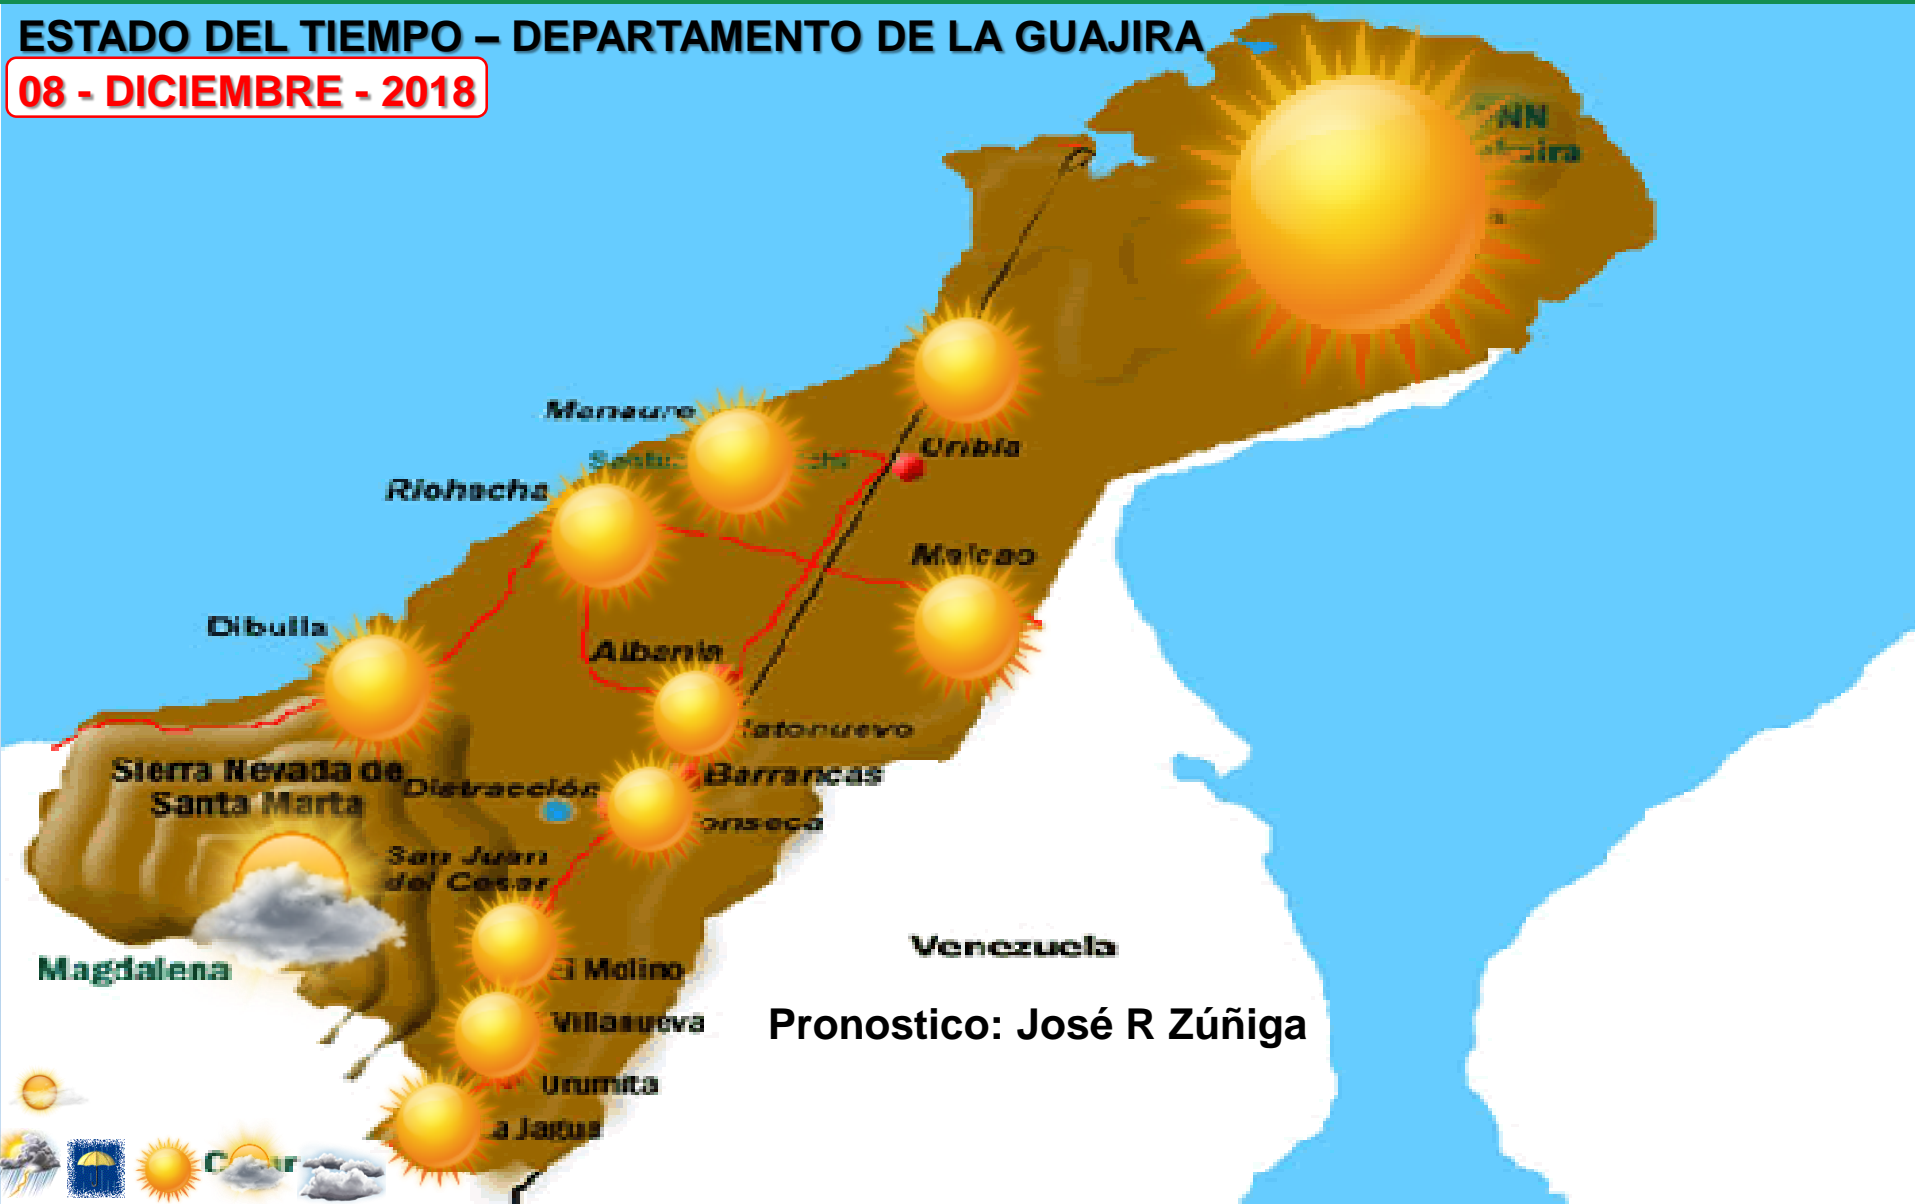 ESTADO DEL TIEMPO – DEPARTAMENTO DE LA GUAJIRA
08 - DICIEMBRE - 2018
Manaure
Uribia
Riohacha
Maicao
Dibulla
Albania
Barrancas
Sierra Nevada de
Santa Marta
Distracción
San Juan
del Cesar
Magdalena
El Molino
Venezuela
Villanueva
Pronostico: José R Zúñiga
Urumita